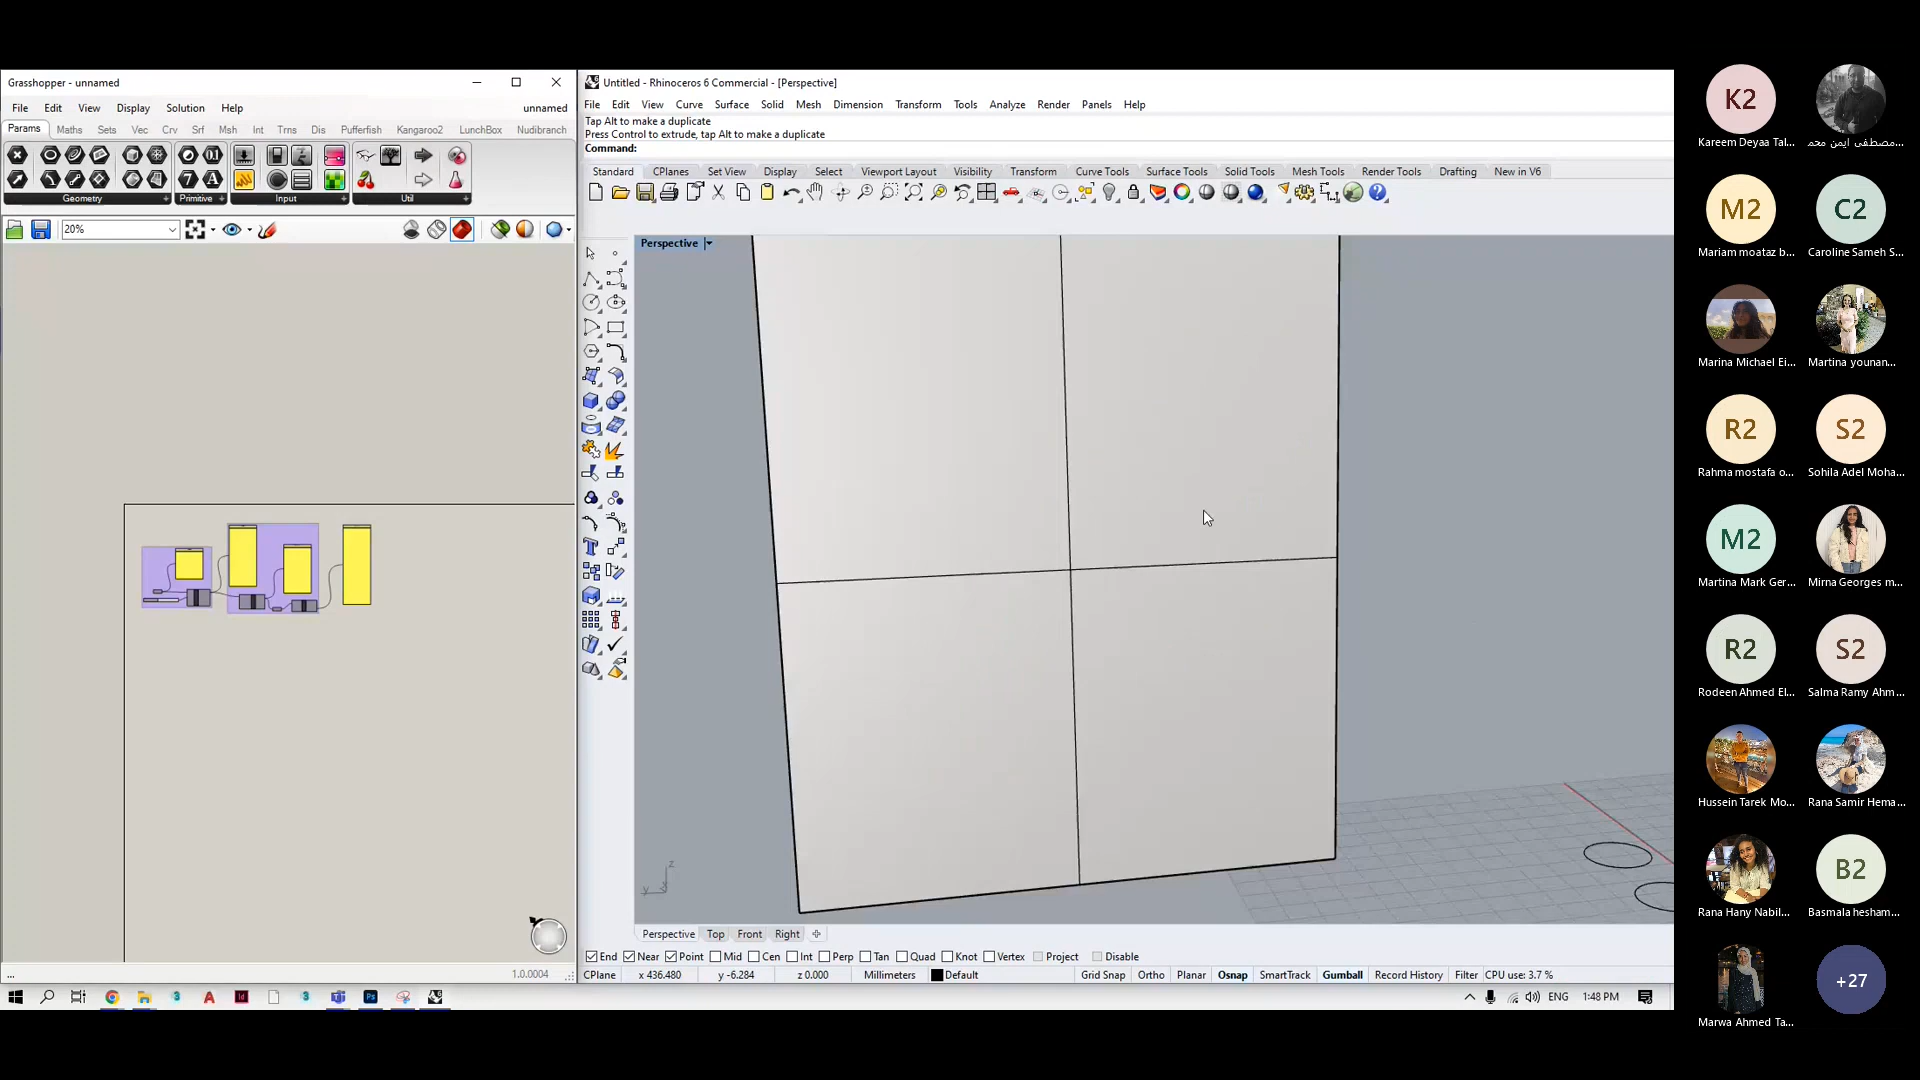 Grasshopper - unnamed
File Edit View Display Solution Help unnamed
Params Maths Sets Vec Crv Srf Msh Int Trns Dis Pufferfish Kangaroo2 LunchBox Nudibranch
Geometry + Primitive + Input + Util +
20%
...
1.0.0004
Untitled - Rhinoceros 6 Commercial - [Perspective]
File Edit View Curve Surface Solid Mesh Dimension Transform Tools Analyze Render Panels Help
Tap Alt to make a duplicate
Press Control to extrude, tap Alt to make a duplicate
Command:
Standard CPlanes Set View Display Select Viewport Layout Visibility Transform Curve Tools Surface Tools Solid Tools Mesh Tools Render Tools Drafting New in V6
Perspective
z
y
Perspective Top Front Right
End Near Point Mid Cen Int Perp Tan Quad Knot Vertex Project Disable
CPlane x 436.480 y -6.284 z 0.000 Millimeters Default Grid Snap Ortho Planar Osnap SmartTrack Gumball Record History Filter CPU use: 3.7 %
ENG 1:48 PM
K2
Kareem Deyaa Tal...
مصطفى ايمن محم...
M2
Mariam moataz b...
C2
Caroline Sameh S...
Marina Michael Ei...
Martina younan...
R2
Rahma mostafa o...
S2
Sohila Adel Moha...
M2
Martina Mark Ger...
Mirna Georges m...
R2
Rodeen Ahmed El...
S2
Salma Ramy Ahm...
Hussein Tarek Mo...
Rana Samir Hema...
Rana Hany Nabil...
B2
Basmala hesham...
Marwa Ahmed Ta...
+27